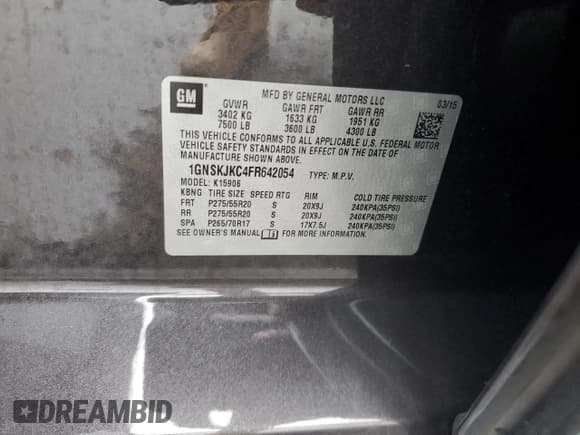 GM
MFD BY GENERAL MOTORS LLC 03/15
GVWR GAWR FRT GAWR RR
3402 KG 1633 KG 1951 KG
7500 LB 3600 LB 4300 LB
THIS VEHICLE CONFORMS TO ALL APPLICABLE U.S. FEDERAL MOTOR
VEHICLE SAFETY STANDARDS IN EFFECT ON THE DATE OF
MANUFACTURE SHOWN ABOVE.
1GNSKJKC4FR642054 TYPE: M.P.V.
MODEL: K15906
KBNG TIRE SIZE SPEED RTG RIM COLD TIRE PRESSURE
FRT P275/55R20 S 20X9J 240KPA(35PSI)
RR P275/55R20 S 20X9J 240KPA(35PSI)
SPA P265/70R17 S 17X7.5J 240KPA(35PSI)
SEE OWNER'S MANUAL FOR MORE INFORMATION.
DREAMBID